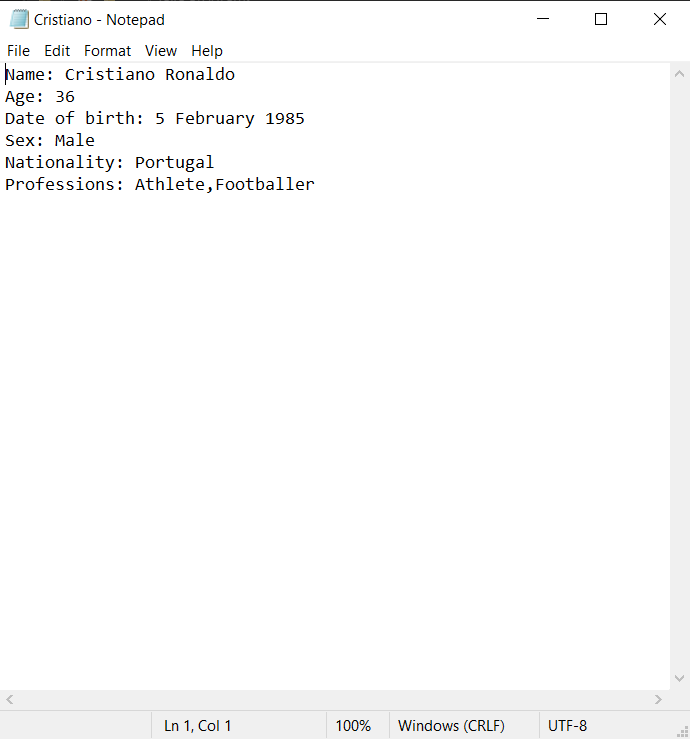 Cristiano - Notepad
File Edit Format View Help
Name: Cristiano Ronaldo
Age: 36
Date of birth: 5 February 1985
Sex: Male
Nationality: Portugal
Professions: Athlete,Footballer
Ln 1, Col 1 100% Windows (CRLF) UTF-8